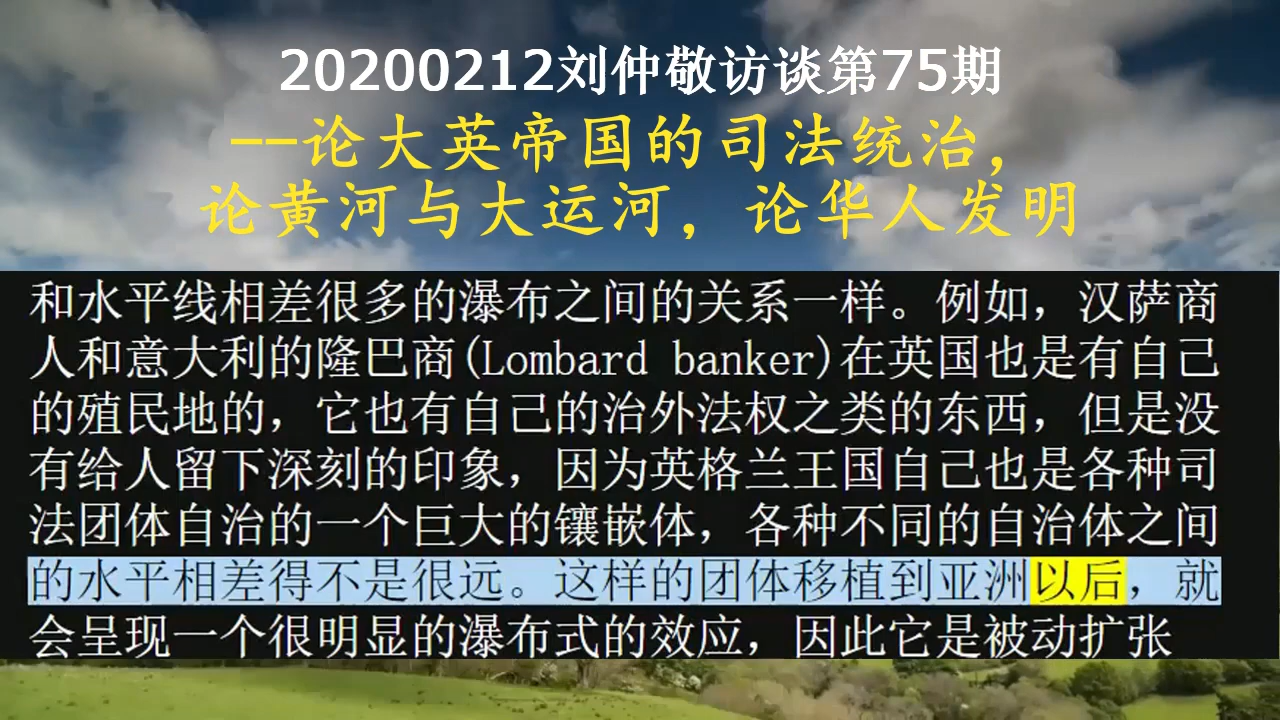 20200212刘仲敬访谈第75期
--论大英帝国的司法统治，
论黄河与大运河，论华人发明
和水平线相差很多的瀑布之间的关系一样。例如，汉萨商
人和意大利的隆巴商(Lombard banker)在英国也是有自己
的殖民地的，它也有自己的治外法权之类的东西，但是没
有给人留下深刻的印象，因为英格兰王国自己也是各种司
法团体自治的一个巨大的镶嵌体，各种不同的自治体之间
的水平相差得不是很远。这样的团体移植到亚洲以后，就
会呈现一个很明显的瀑布式的效应，因此它是被动扩张